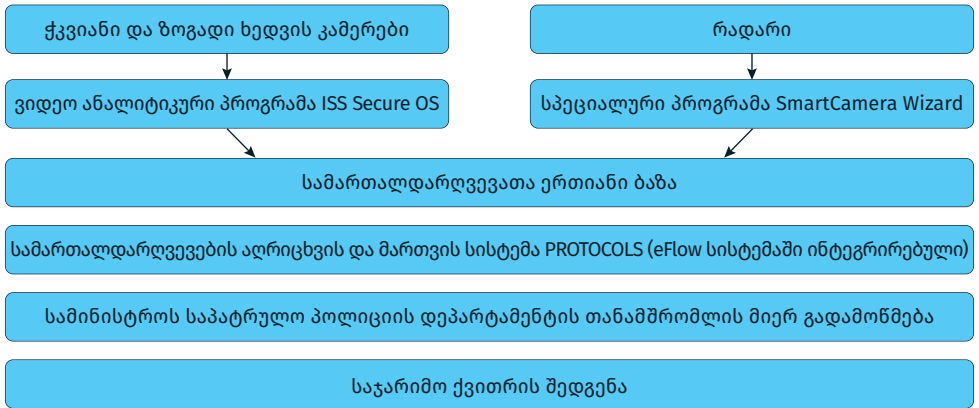 ჭკვიანი და ზოგადი ხედვის კამერები
რადარი
ვიდეო ანალიტიკური პროგრამა ISS Secure OS
სპეციალური პროგრამა SmartCamera Wizard
სამართალდარღვევათა ერთიანი ბაზა
სამართალდარღვევების აღრიცხვის და მართვის სისტემა PROTOCOLS (eFlow სისტემაში ინტეგრირებული)
სამინისტროს საპატრულო პოლიციის დეპარტამენტის თანამშრომლის მიერ გადამოწმება
საჯარიმო ქვითრის შედგენა